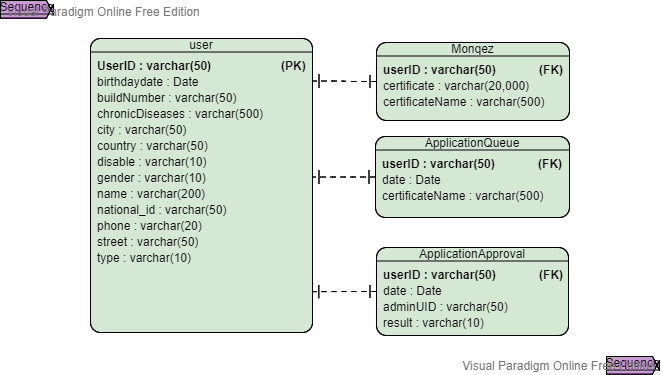 Sequence
Visual Paradigm Online Free Edition
user
UserID : varchar(50) (PK)
birthdaydate : Date
buildNumber : varchar(50)
chronicDiseases : varchar(500)
city : varchar(50)
country : varchar(50)
disable : varchar(10)
gender : varchar(10)
name : varchar(200)
national_id : varchar(50)
phone : varchar(20)
street : varchar(50)
type : varchar(10)
Monqez
userID : varchar(50) (FK)
certificate : varchar(20,000)
certificateName : varchar(500)
ApplicationQueue
userID : varchar(50) (FK)
date : Date
certificateName : varchar(500)
ApplicationApproval
userID : varchar(50) (FK)
date : Date
adminUID : varchar(50)
result : varchar(10)
Visual Paradigm Online Free
Sequency